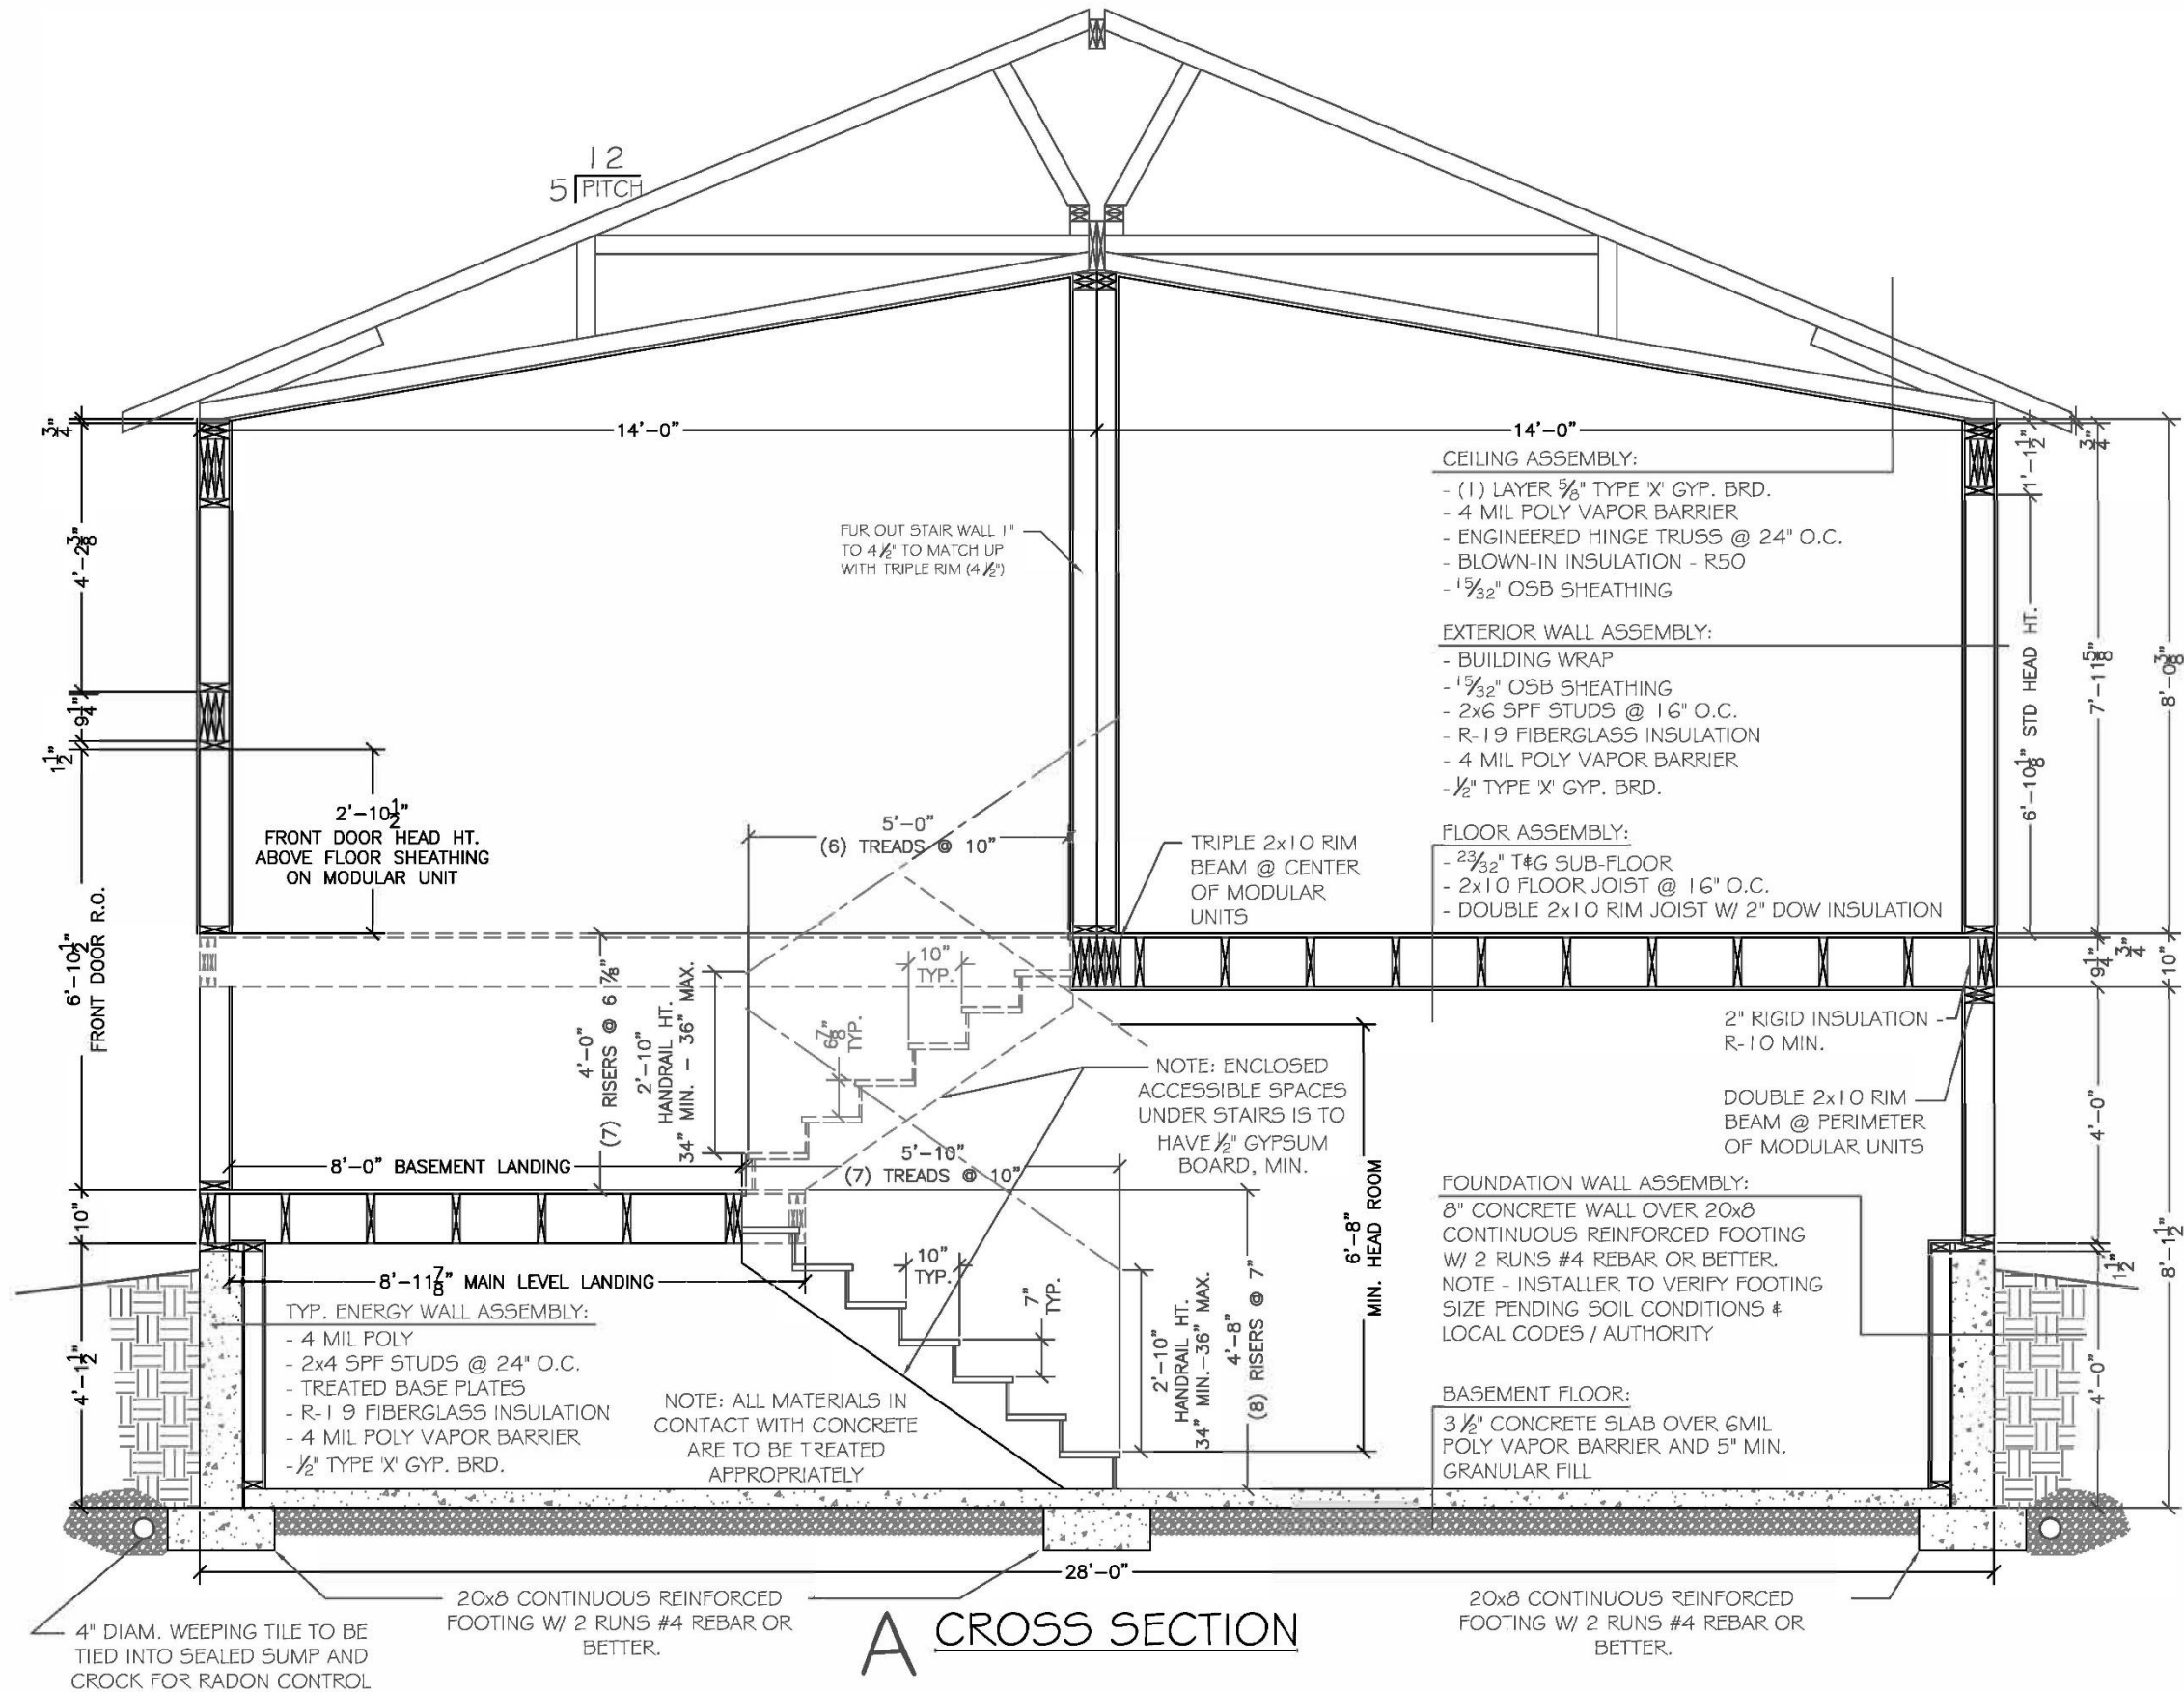 12
5 PITCH
3/4"
14'-0"
14'-0"
1'-1 1/2"
3/4"
CEILING ASSEMBLY:
- (1) LAYER 5/8" TYPE 'X' GYP. BRD.
- 4 MIL POLY VAPOR BARRIER
- ENGINEERED HINGE TRUSS @ 24" O.C.
- BLOWN-IN INSULATION - R50
- 15/32" OSB SHEATHING
FUR OUT STAIR WALL 1"
TO 4 1/2" TO MATCH UP
WITH TRIPLE RIM (4 1/2")
4'-2 3/8"
EXTERIOR WALL ASSEMBLY:
- BUILDING WRAP
- 15/32" OSB SHEATHING
- 2x6 SPF STUDS @ 16" O.C.
- R-19 FIBERGLASS INSULATION
- 4 MIL POLY VAPOR BARRIER
- 1/2" TYPE 'X' GYP. BRD.
6'-10 1/8" STD HEAD HT.
7'-11 5/8"
8'-0 3/8"
9 1/4"
1 1/2"
2'-10 1/2"
FRONT DOOR HEAD HT.
ABOVE FLOOR SHEATHING
ON MODULAR UNIT
5'-0"
(6) TREADS @ 10"
TRIPLE 2x10 RIM
BEAM @ CENTER
OF MODULAR
UNITS
FLOOR ASSEMBLY:
- 23/32" T&G SUB-FLOOR
- 2x10 FLOOR JOIST @ 16" O.C.
- DOUBLE 2x10 RIM JOIST W/ 2" DOW INSULATION
6'-10 1/2"
FRONT DOOR R.O.
4'-0"
(7) RISERS @ 6 7/8"
2'-10"
HANDRAIL HT.
34" MIN. - 36" MAX.
10"
TYP.
6 7/8"
TYP.
9 1/4"
3/4"
10"
2" RIGID INSULATION -
R-10 MIN.
NOTE: ENCLOSED
ACCESSIBLE SPACES
UNDER STAIRS IS TO
HAVE 1/2" GYPSUM
BOARD, MIN.
DOUBLE 2x10 RIM
BEAM @ PERIMETER
OF MODULAR UNITS
4'-0"
8'-0" BASEMENT LANDING
5'-10"
(7) TREADS @ 10"
10"
8'-11 7/8" MAIN LEVEL LANDING
10"
TYP.
7"
TYP.
6'-8"
MIN. HEAD ROOM
2'-10"
HANDRAIL HT.
34" MIN.-36" MAX.
4'-8"
(8) RISERS @ 7"
FOUNDATION WALL ASSEMBLY:
8" CONCRETE WALL OVER 20x8
CONTINUOUS REINFORCED FOOTING
W/ 2 RUNS #4 REBAR OR BETTER.
NOTE - INSTALLER TO VERIFY FOOTING
SIZE PENDING SOIL CONDITIONS &
LOCAL CODES / AUTHORITY
1 1/2"
8'-1 1/2"
4'-0"
4'-1 1/2"
TYP. ENERGY WALL ASSEMBLY:
- 4 MIL POLY
- 2x4 SPF STUDS @ 24" O.C.
- TREATED BASE PLATES
- R-19 FIBERGLASS INSULATION
- 4 MIL POLY VAPOR BARRIER
- 1/2" TYPE 'X' GYP. BRD.
NOTE: ALL MATERIALS IN
CONTACT WITH CONCRETE
ARE TO BE TREATED
APPROPRIATELY
BASEMENT FLOOR:
3 1/2" CONCRETE SLAB OVER 6MIL
POLY VAPOR BARRIER AND 5" MIN.
GRANULAR FILL
28'-0"
4" DIAM. WEEPING TILE TO BE
TIED INTO SEALED SUMP AND
CROCK FOR RADON CONTROL
20x8 CONTINUOUS REINFORCED
FOOTING W/ 2 RUNS #4 REBAR OR
BETTER.
A CROSS SECTION
20x8 CONTINUOUS REINFORCED
FOOTING W/ 2 RUNS #4 REBAR OR
BETTER.